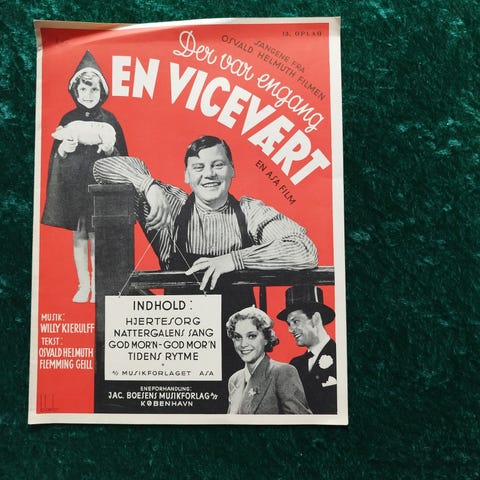 13. OPLAG
SANGENE FRA
OSVALD HELMUTH FILMEN
Der var engang
EN VICEVÆRT
EN ASA FILM
MUSIK:
WILLY KIERULFF
TEKST:
OSVALD HELMUTH
FLEMMING GEILL
INDHOLD:
HJERTESORG
NATTERGALENS SANG
GOD MORN - GOD MOR'N
TIDENS RYTME
A/S MUSIKFORLAGET ASA
ENEFORHANDLING:
JAC. BOESENS MUSIKFORLAG A/S
KØBENHAVN